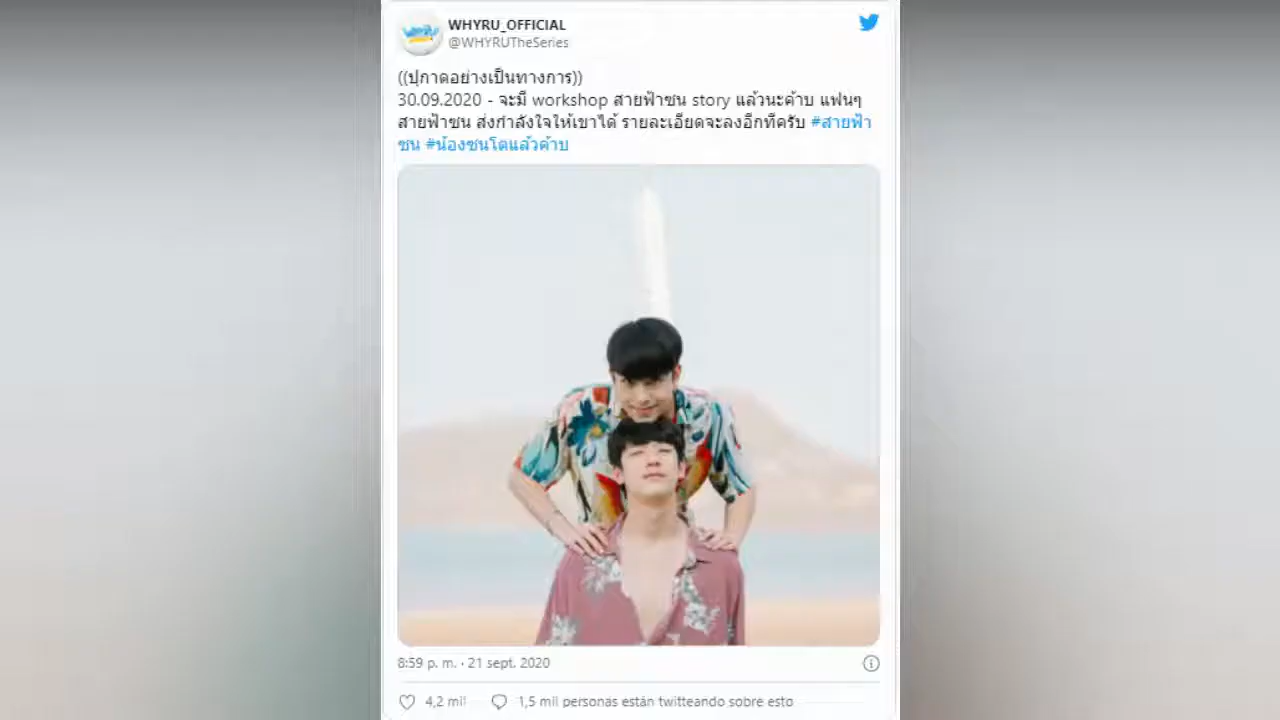 WHYRU_OFFICIAL
@WHYRUTheSeries
((ปุกาดอย่างเป็นทางการ))
30.09.2020 - จะมี workshop สายฟ้าซน story แล้วนะค้าบ แฟนๆ
สายฟ้าซน ส่งกำลังใจให้เขาได้ รายละเอียดจะลงอีกทีครับ #สายฟ้า
ซน #น้องซนโตแล้วค้าบ
8:59 p. m. · 21 sept. 2020
4,2 mil
1,5 mil personas están twitteando sobre esto